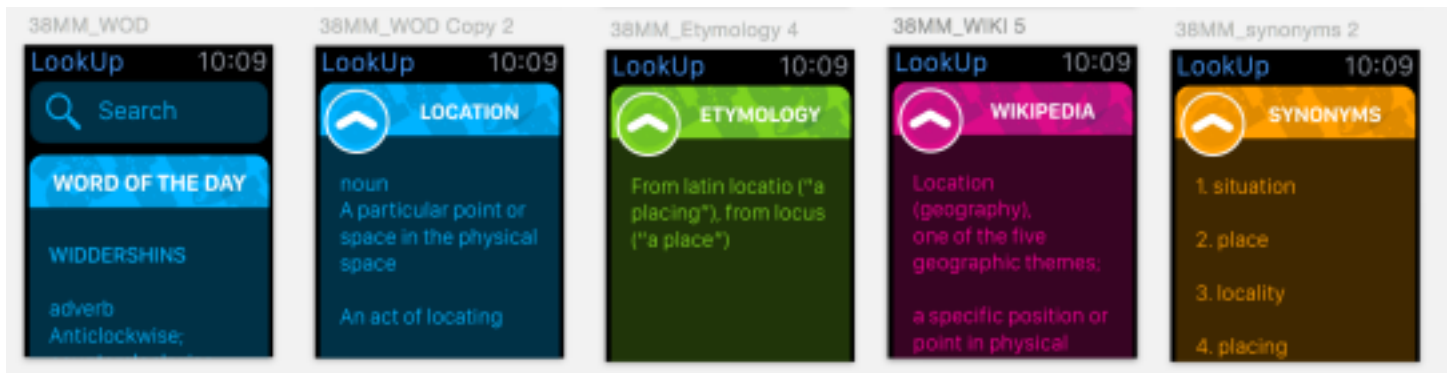 38MM_WOD
LookUp 10:09
Search
WORD OF THE DAY
WIDDERSHINS
adverb
Anticlockwise;
38MM_WOD Copy 2
LookUp 10:09
LOCATION
noun
A particular point or
space in the physical
space
An act of locating
38MM_Etymology 4
LookUp 10:09
ETYMOLOGY
From latin locatio ("a
placing"), from locus
("a place")
38MM_WIKI 5
LookUp 10:09
WIKIPEDIA
Location
(geography),
one of the five
geographic themes;
a specific position or
point in physical
38MM_synonyms 2
LookUp 10:09
SYNONYMS
1. situation
2. place
3. locality
4. placing